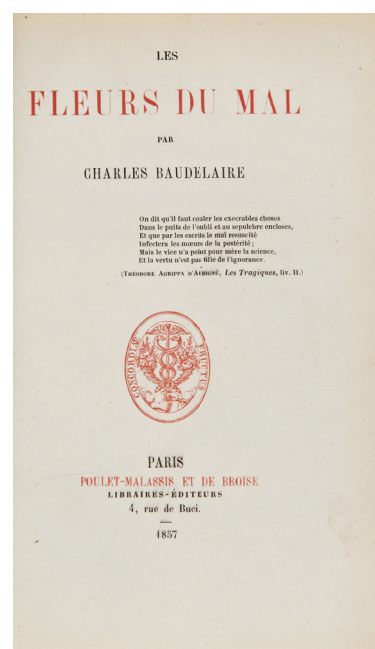 LES
FLEURS DU MAL
PAR
CHARLES BAUDELAIRE
On dit qu'il faut couler les execrables choses
Dans le puits de l'oubli et au sepulchre encloses,
Et que par les escrits le mal resuscité
Infectera les mœurs de la postérité;
Mais le vice n'a point pour mère la science,
Et la vertu n'est pas fille de l'ignorance.
(THÉODORE AGRIPPA D'AUBIGNÉ, Les Tragiques, liv. II.)
CONCORDIÆ FRUCTUS
PARIS
POULET-MALASSIS ET DE BROISE
LIBRAIRES-ÉDITEURS
4, rue de Buci.
1857